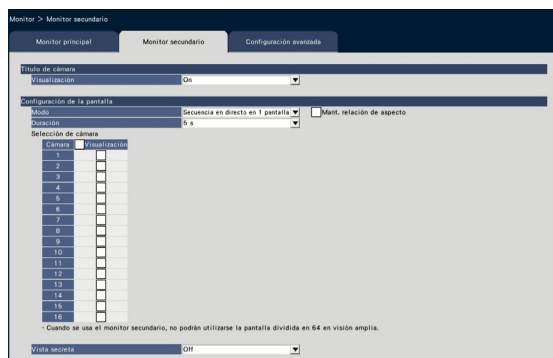 Monitor > Monitor secundario
Monitor principal Monitor secundario Configuración avanzada
Título de cámara
Visualización On
Configuración de la pantalla
Modo Secuencia en directo en 1 pantalla Mant. relación de aspecto
Duración 5 s
Selección de cámara
Cámara Visualización
1
2
3
4
5
6
7
8
9
10
11
12
13
14
15
16
· Cuando se usa el monitor secundario, no podrán utilizarse la pantalla dividida en 64 en visión amplia.
Vista secreta Off